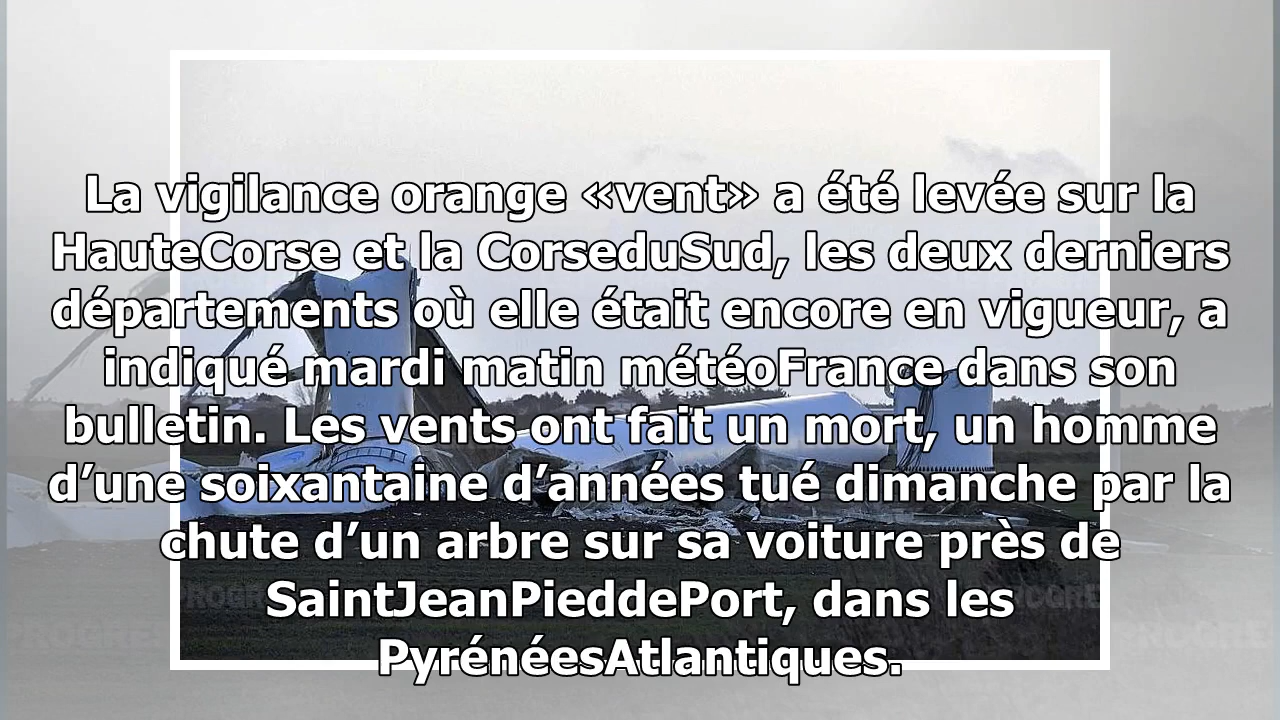 La vigilance orange «vent» a été levée sur la
HauteCorse et la CorseduSud, les deux derniers
départements où elle était encore en vigueur, a
indiqué mardi matin météoFrance dans son
bulletin. Les vents ont fait un mort, un homme
d’une soixantaine d’années tué dimanche par la
chute d’un arbre sur sa voiture près de
SaintJeanPieddePort, dans les
PyrénéesAtlantiques.